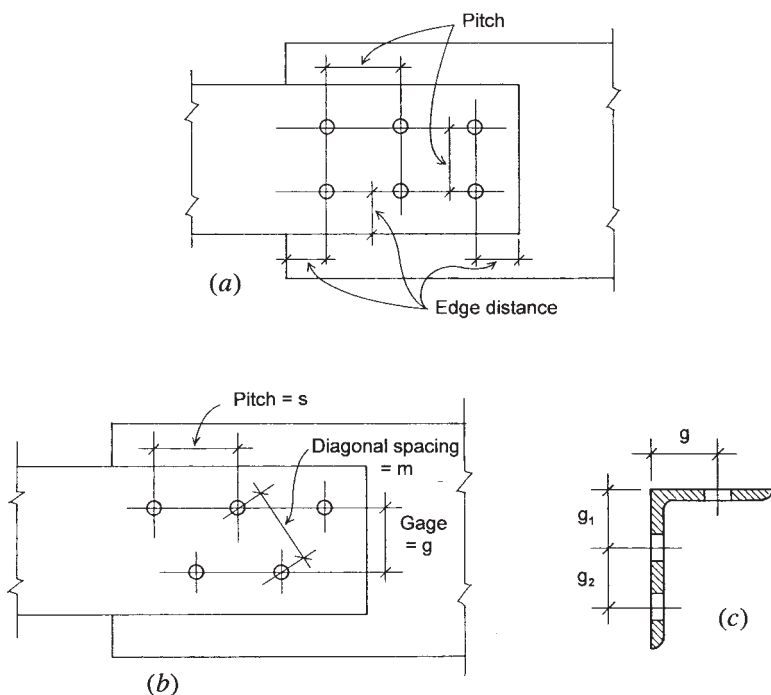 Pitch
(a)
Edge distance
Pitch = s
Diagonal spacing
= m
Gage
= g
(b)
g
g₁
g₂
(c)